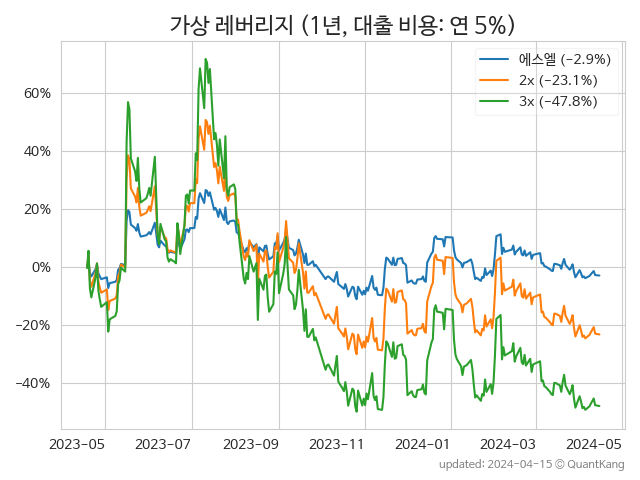 가상 레버리지 (1년, 대출 비용: 연 5%)
에스엘 (−2.9%)
2x (−23.1%)
3x (−47.8%)
60%
40%
20%
0%
−20%
−40%
2023-05 2023-07 2023-09 2023-11 2024-01 2024-03 2024-05
updated: 2024-04-15 © QuantKang